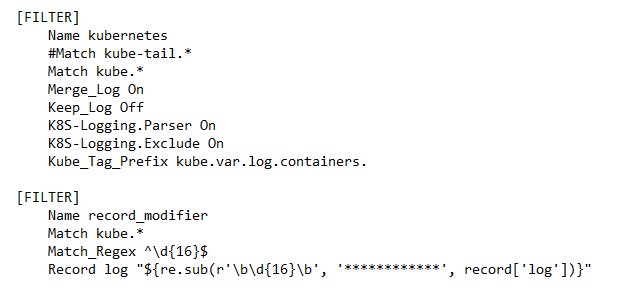 [FILTER]
Name kubernetes
#Match kube-tail.*
Match kube.*
Merge_Log On
Keep_Log Off
K8S-Logging.Parser On
K8S-Logging.Exclude On
Kube_Tag_Prefix kube.var.log.containers.
[FILTER]
Name record_modifier
Match kube.*
Match_Regex ^\d{16}$
Record log "${re.sub(r'\b\d{16}\b', '************', record['log'])}"